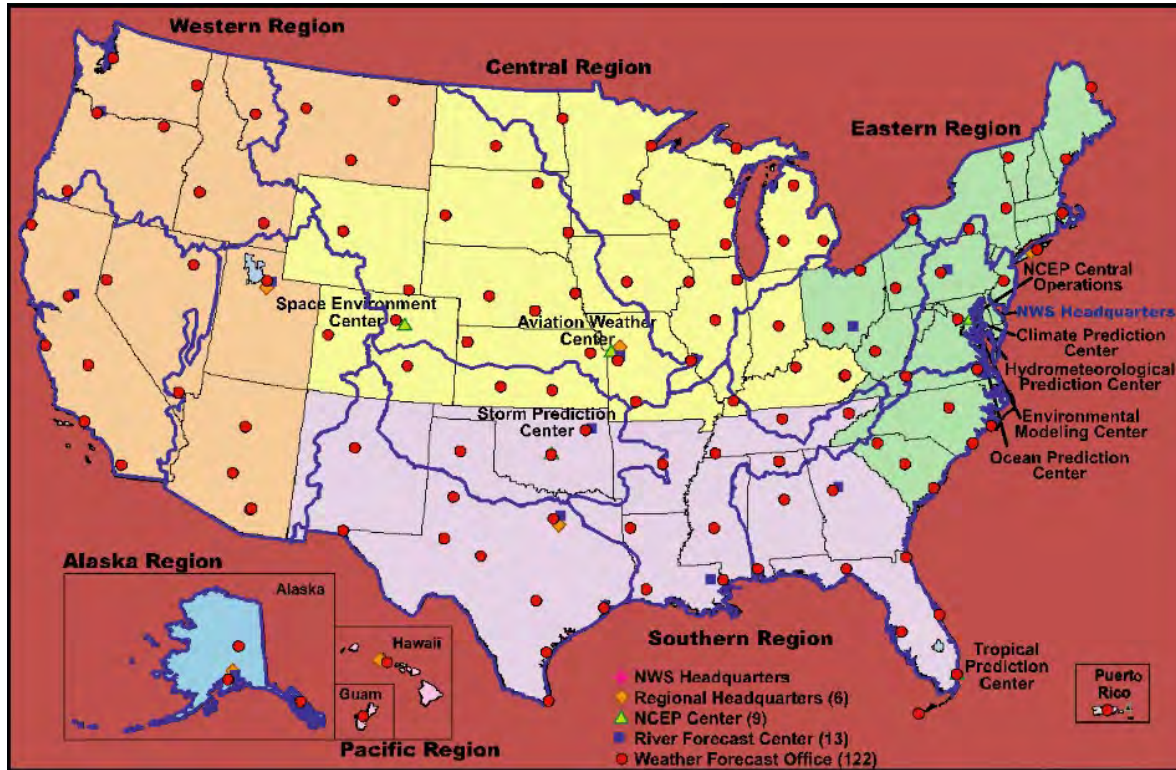 Western Region
Central Region
Eastern Region
NCEP Central
Operations
NWS Headquarters
Climate Prediction
Center
Hydrometeorological
Prediction Center
Environmental
Modeling Center
Ocean Prediction
Center
Space Environment
Center
Aviation Weather
Center
Storm Prediction
Center
Alaska Region
Alaska
Hawaii
Guam
Pacific Region
Southern Region
Tropical
Prediction
Center
Puerto
Rico
NWS Headquarters
Regional Headquarters (6)
NCEP Center (9)
River Forecast Center (13)
Weather Forecast Office (122)